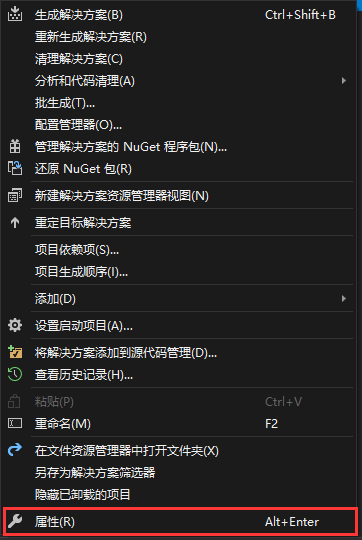 生成解决方案(B) Ctrl+Shift+B
重新生成解决方案(R)
清理解决方案(C)
分析和代码清理(A)
批生成(T)...
配置管理器(O)...
管理解决方案的 NuGet 程序包(N)...
还原 NuGet 包(R)
新建解决方案资源管理器视图(N)
重定目标解决方案
项目依赖项(S)...
项目生成顺序(I)...
添加(D)
设置启动项目(A)...
将解决方案添加到源代码管理(D)...
查看历史记录(H)...
粘贴(P) Ctrl+V
重命名(M) F2
在文件资源管理器中打开文件夹(X)
另存为解决方案筛选器
隐藏已卸载的项目
属性(R) Alt+Enter